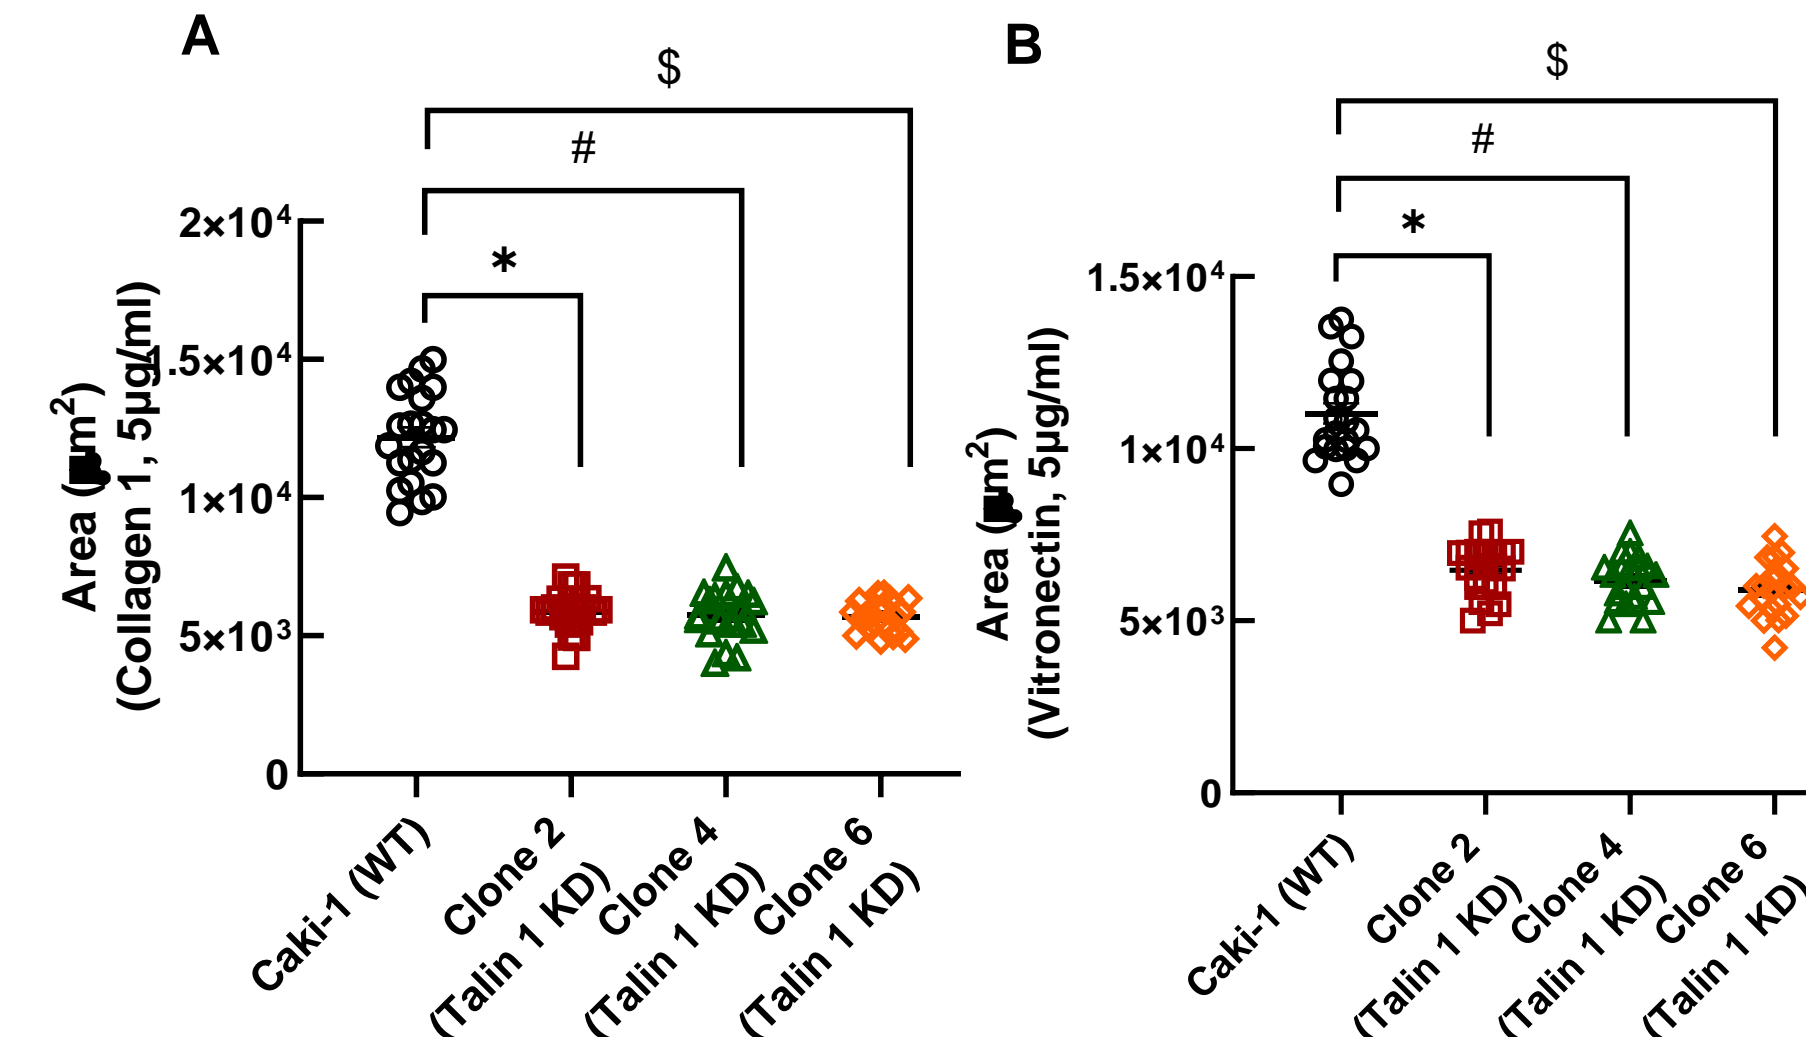 A
$
#
*
2×10⁴
1.5×10⁴
1×10⁴
5×10³
0
Area (m²)
(Collagen 1, 5µg/ml)
Caki-1 (WT)
Clone 2
(Talin 1 KD)
Clone 4
(Talin 1 KD)
Clone 6
(Talin 1 KD)
B
$
#
*
1.5×10⁴
1×10⁴
5×10³
0
Area (m²)
(Vitronectin, 5µg/ml)
Caki-1 (WT)
Clone 2
(Talin 1 KD)
Clone 4
(Talin 1 KD)
Clone 6
(Talin 1 KD)